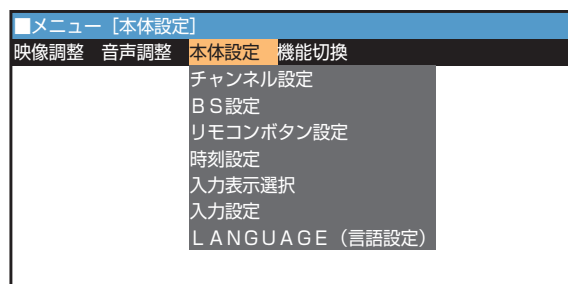 ■メニュー［本体設定］
映像調整 音声調整 本体設定 機能切換
チャンネル設定
ＢＳ設定
リモコンボタン設定
時刻設定
入力表示選択
入力設定
ＬＡＮＧＵＡＧＥ（言語設定）